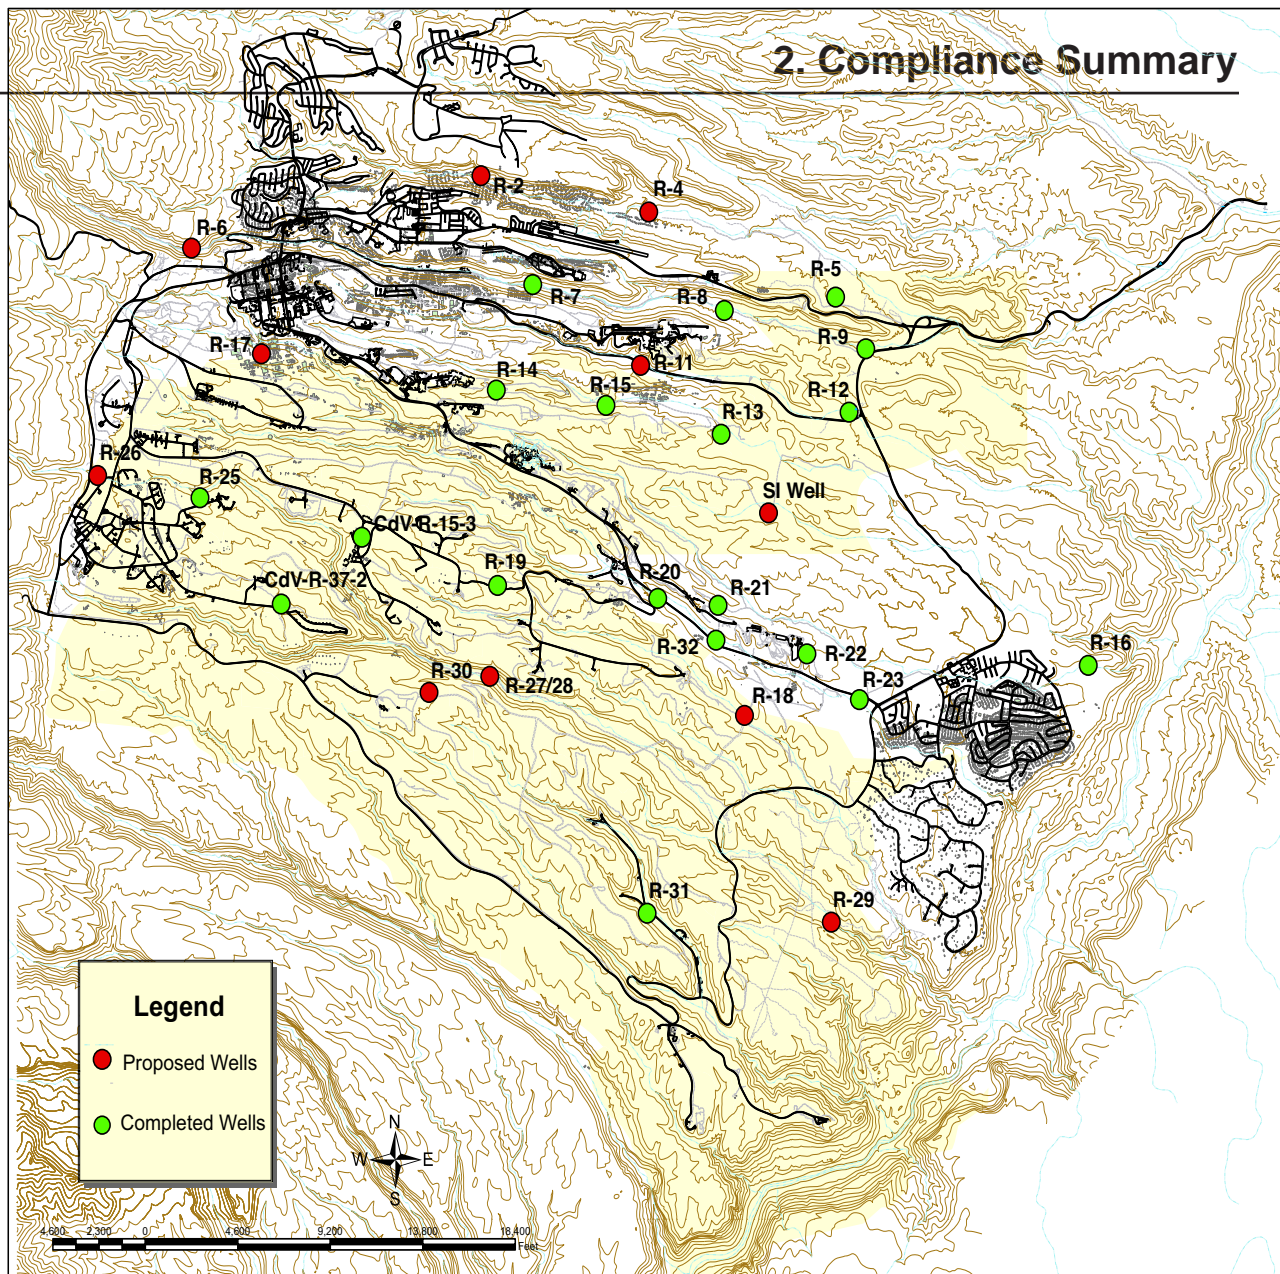 2. Compliance Summary
R-2
R-4
R-6
R-5
R-7
R-8
R-9
R-17
R-11
R-14
R-15
R-12
R-13
R-26
R-25
SI Well
CdV-R-15-3
R-19
R-20
CdV-R-37-2
R-21
R-32
R-22
R-16
R-30
R-27/28
R-23
R-18
R-31
R-29
Legend
Proposed Wells
Completed Wells
N
W E
S
4,600 2,300 0 4,600 9,200 13,800 18,400
Feet